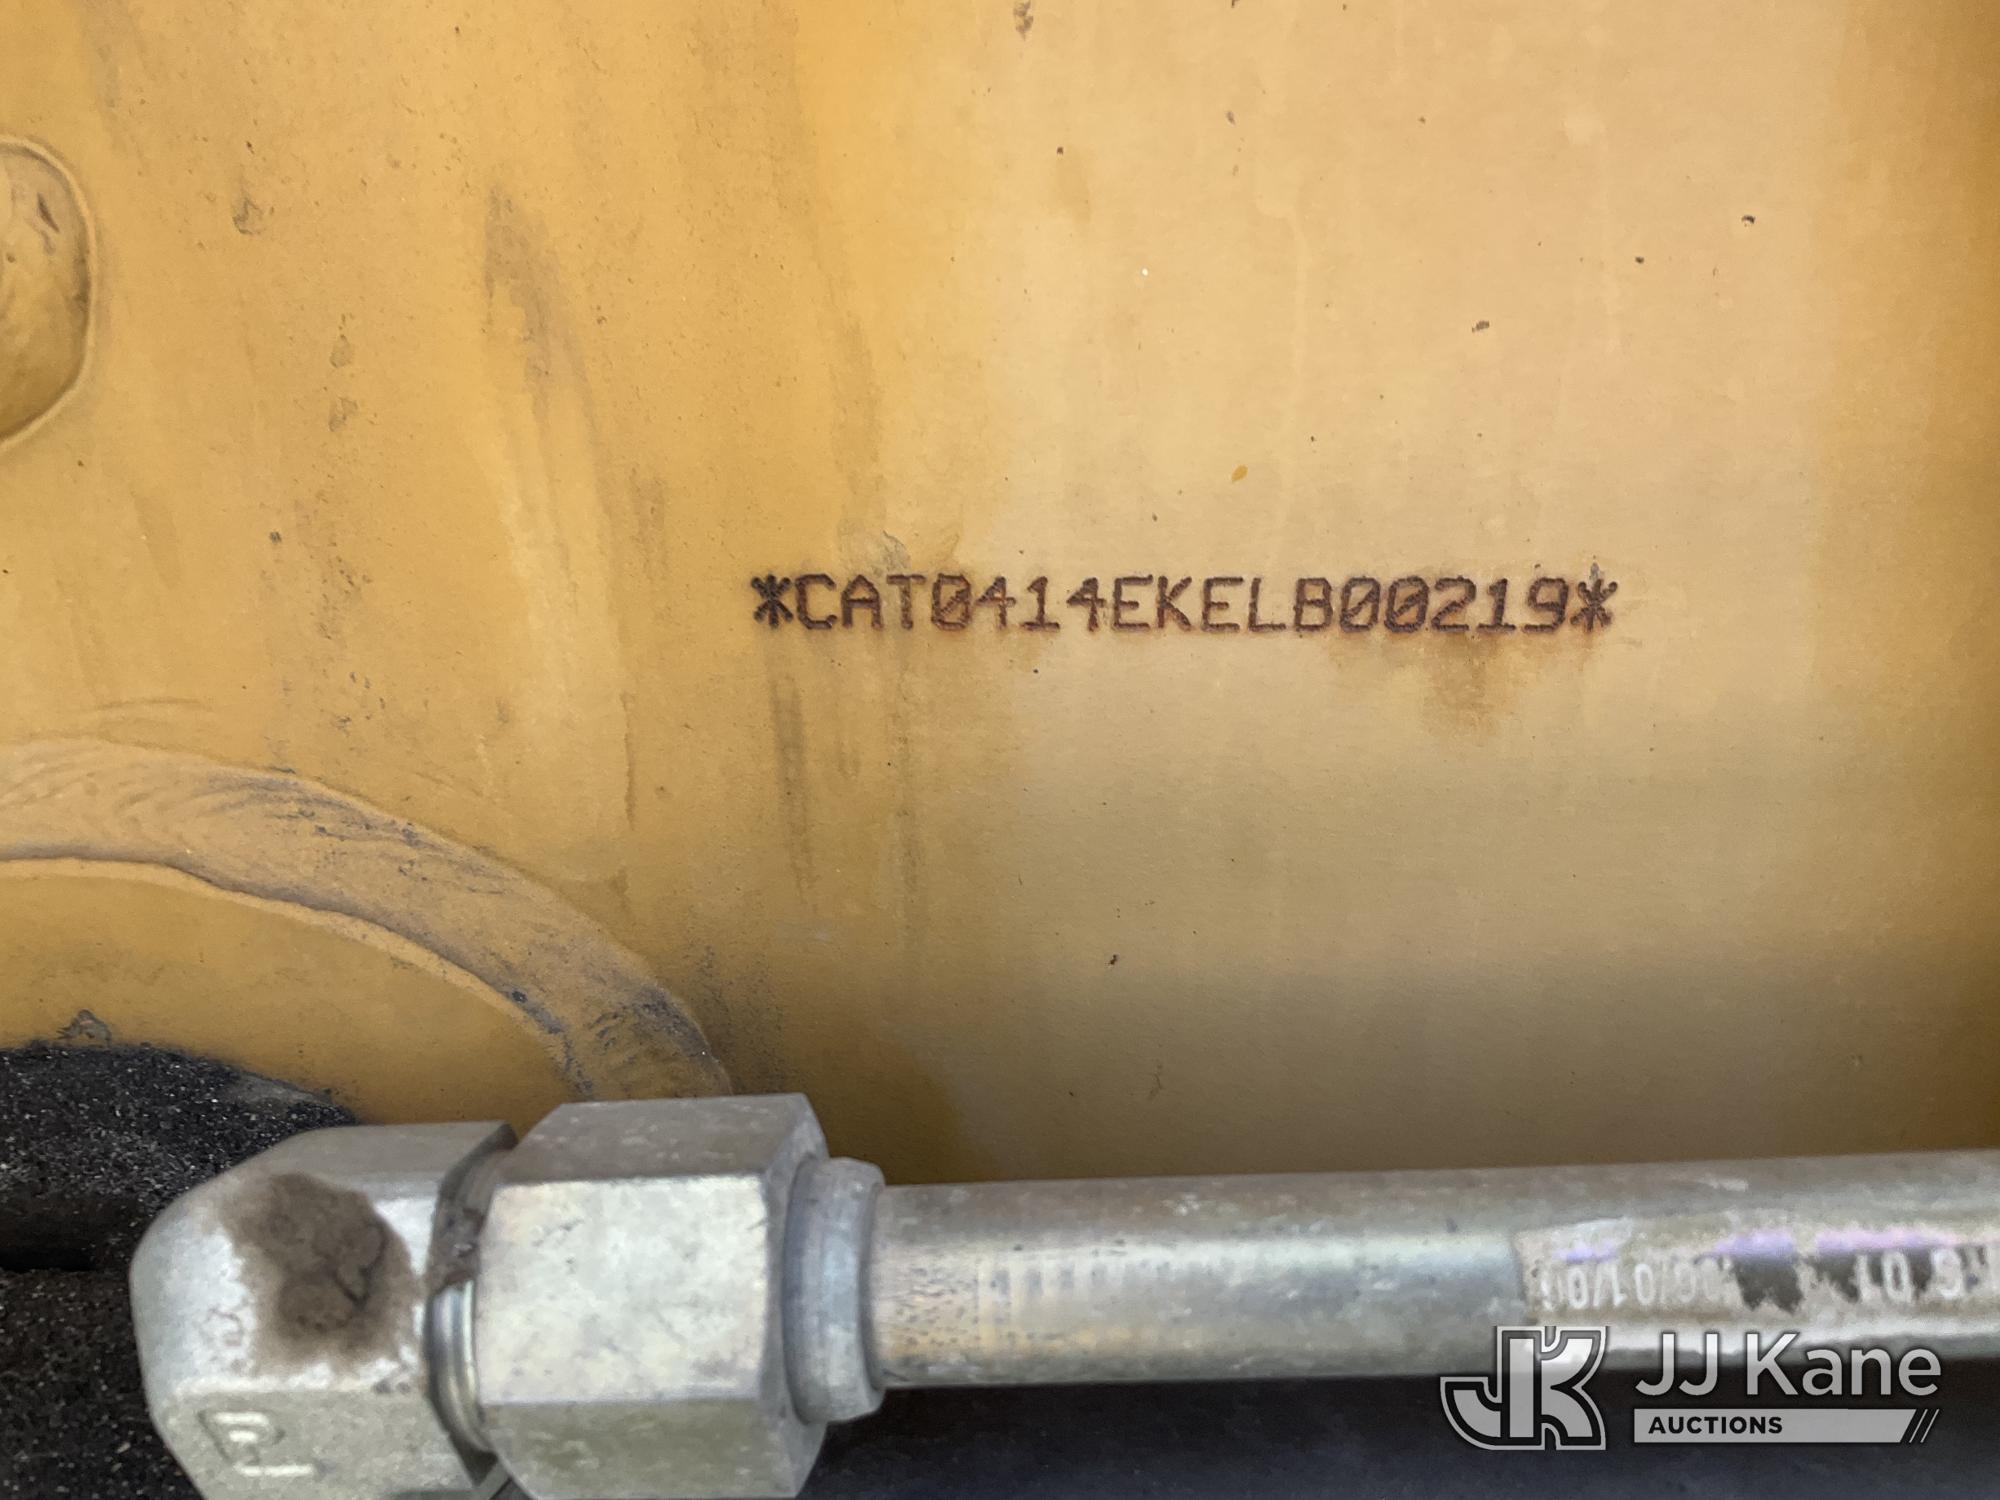 *CAT0414EKELB00219*
JJ Kane
AUCTIONS